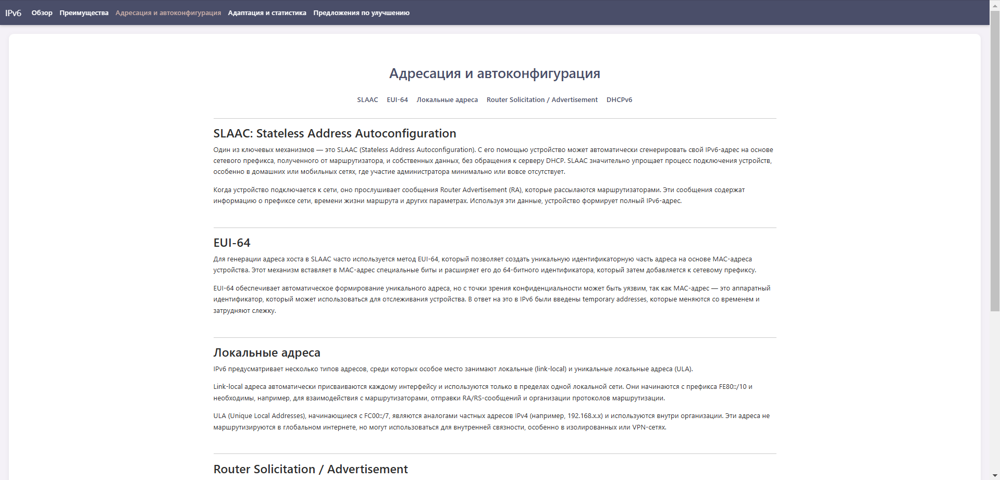 IPv6 Обзор Преимущества Адресация и автоконфигурация Адаптация и статистика Предложения по улучшению
Адресация и автоконфигурация
SLAAC EUI-64 Локальные адреса Router Solicitation / Advertisement DHCPv6
SLAAC: Stateless Address Autoconfiguration
Один из ключевых механизмов — это SLAAC (Stateless Address Autoconfiguration). С его помощью устройство может автоматически сгенерировать свой IPv6-адрес на основе
сетевого префикса, полученного от маршрутизатора, и собственных данных, без обращения к серверу DHCP. SLAAC значительно упрощает процесс подключения устройств,
особенно в домашних или мобильных сетях, где участие администратора минимально или вовсе отсутствует.
Когда устройство подключается к сети, оно прослушивает сообщения Router Advertisement (RA), которые рассылаются маршрутизаторами. Эти сообщения содержат
информацию о префиксе сети, времени жизни маршрута и других параметрах. Используя эти данные, устройство формирует полный IPv6-адрес.
EUI-64
Для генерации адреса хоста в SLAAC часто используется метод EUI-64, который позволяет создать уникальную идентификаторную часть адреса на основе MAC-адреса
устройства. Этот механизм вставляет в MAC-адрес специальные биты и расширяет его до 64-битного идентификатора, который затем добавляется к сетевому префиксу.
EUI-64 обеспечивает автоматическое формирование уникального адреса, но с точки зрения конфиденциальности может быть уязвим, так как MAC-адрес — это аппаратный
идентификатор, который может использоваться для отслеживания устройства. В ответ на это в IPv6 были введены temporary addresses, которые меняются со временем и
затрудняют слежку.
Локальные адреса
IPv6 предусматривает несколько типов адресов, среди которых особое место занимают локальные (link-local) и уникальные локальные адреса (ULA).
Link-local адреса автоматически присваиваются каждому интерфейсу и используются только в пределах одной локальной сети. Они начинаются с префикса FE80::/10 и
необходимы, например, для взаимодействия с маршрутизаторами, отправки RA/RS-сообщений и организации протоколов маршрутизации.
ULA (Unique Local Addresses), начинающиеся с FC00::/7, являются аналогами частных адресов IPv4 (например, 192.168.x.x) и используются внутри организации. Эти адреса не
маршрутизируются в глобальном интернете, но могут использоваться для внутренней связности, особенно в изолированных или VPN-сетях.
Router Solicitation / Advertisement